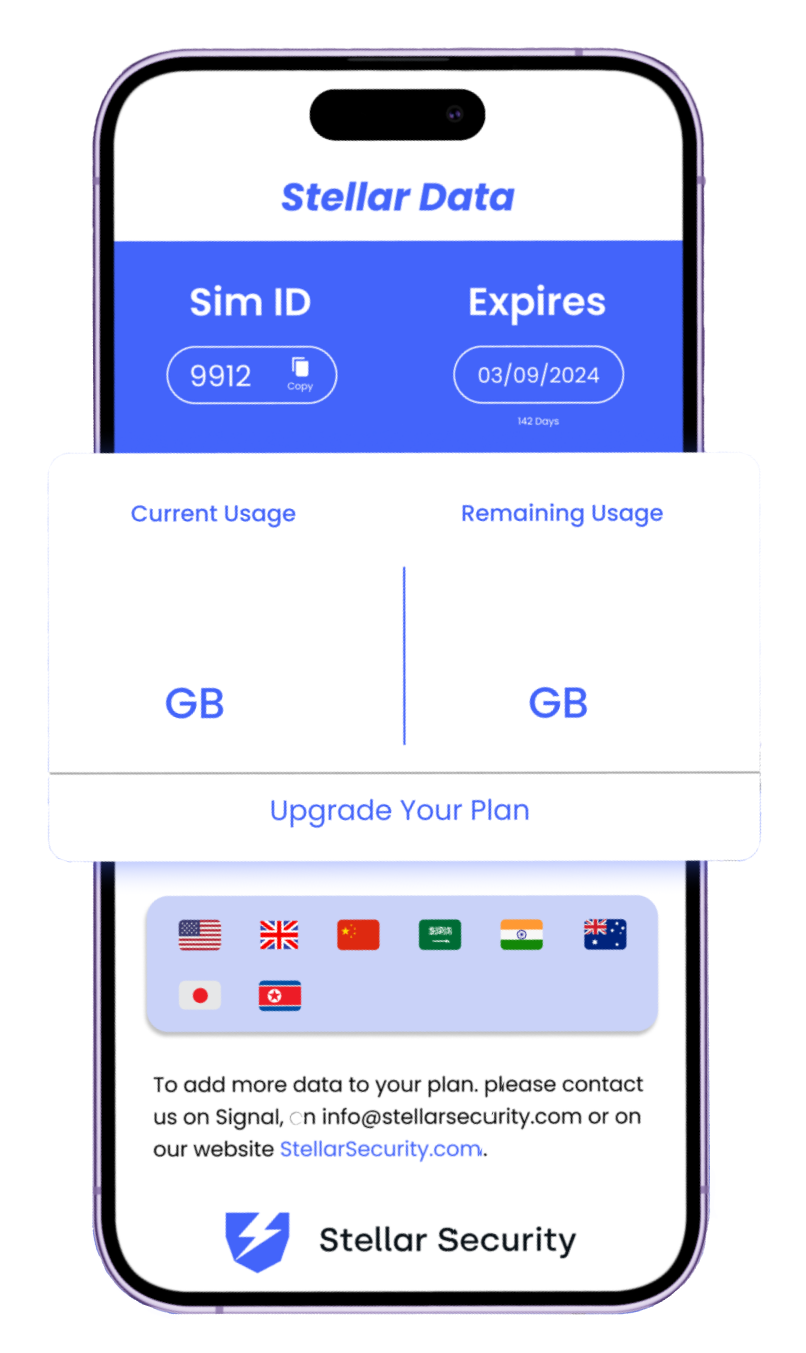 Stellar Data
Sim ID
Expires
9912
Copy
03/09/2024
142 Days
Current Usage
Remaining Usage
GB
GB
Upgrade Your Plan
To add more data to your plan. please contact
us on Signal, on info@stellarsecurity.com or on
our website StellarSecurity.com.
Stellar Security